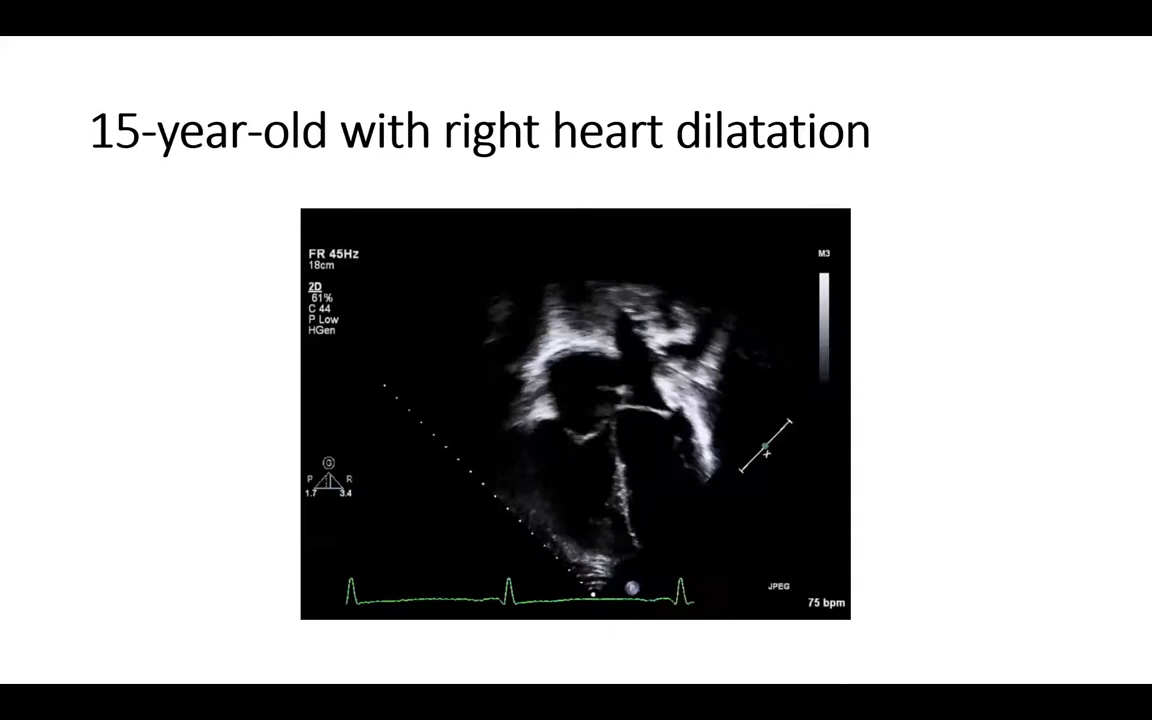 15-year-old with right heart dilatation
FR 45Hz
18cm
M3
2D
61%
C 44
P Low
HGen
G
P R
1.7 3.4
x
JPEG
75 bpm